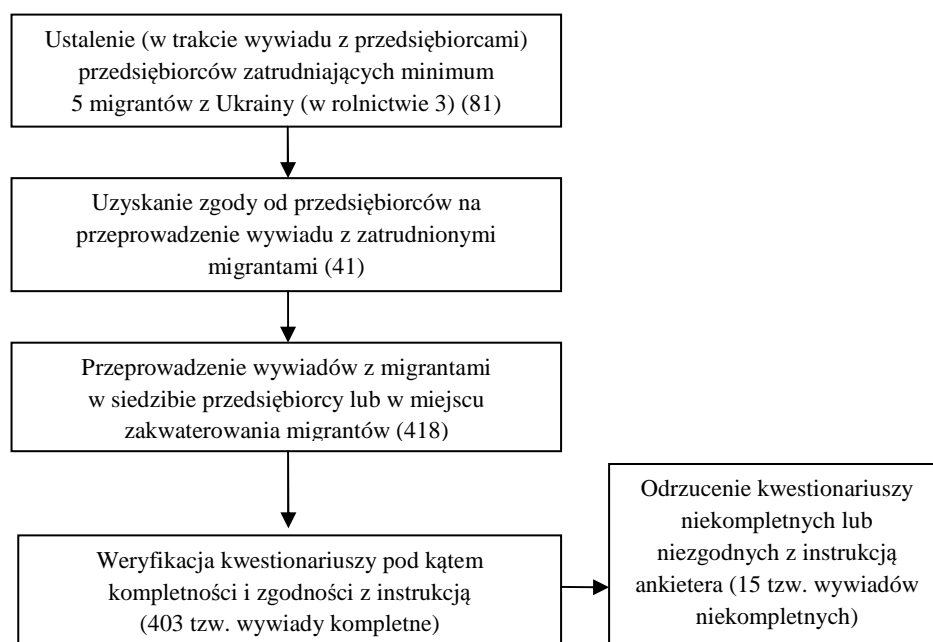 Ustalenie (w trakcie wywiadu z przedsiębiorcami)
przedsiębiorców zatrudniających minimum
5 migrantów z Ukrainy (w rolnictwie 3) (81)
Uzyskanie zgody od przedsiębiorców na
przeprowadzenie wywiadu z zatrudnionymi
migrantami (41)
Przeprowadzenie wywiadów z migrantami
w siedzibie przedsiębiorcy lub w miejscu
zakwaterowania migrantów (418)
Weryfikacja kwestionariuszy pod kątem
kompletności i zgodności z instrukcją
(403 tzw. wywiady kompletne)
Odrzucenie kwestionariuszy
niekompletnych lub
niezgodnych z instrukcją
ankietera (15 tzw. wywiadów
niekompletnych)